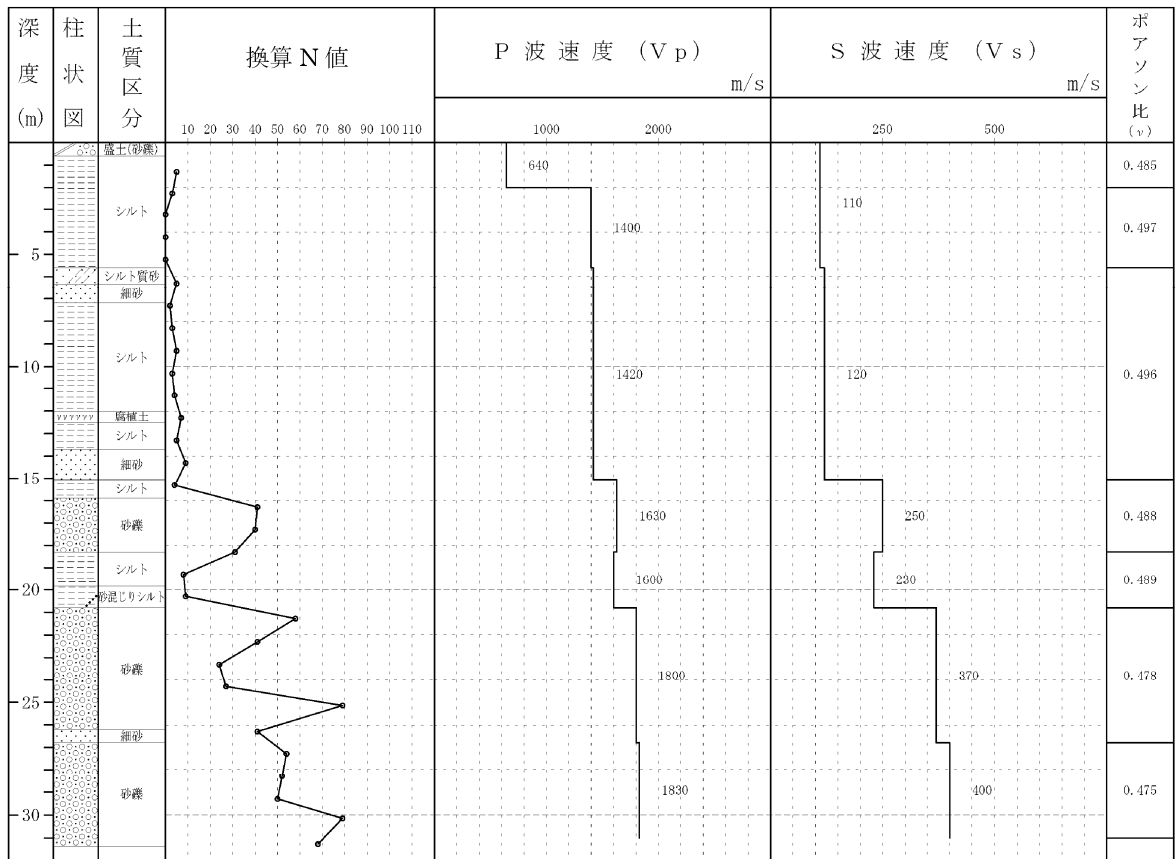 深度(m)
柱状図
土質区分
換算N値
P波速度 (Vp)
m/s
S波速度 (Vs)
m/s
ポアソン比(ν)
10 20 30 40 50 60 70 80 90 100 110
1000 2000
250 500
盛土(砂礫)
640
0.485
シルト
110
1400
0.497
5
シルト質砂
細砂
シルト
10
1420
120
0.496
腐植土
シルト
細砂
15
シルト
砂礫
1630
250
0.488
シルト
1600
230
0.489
20
砂混じりシルト
砂礫
1800
370
0.478
25
細砂
砂礫
1830
400
0.475
30